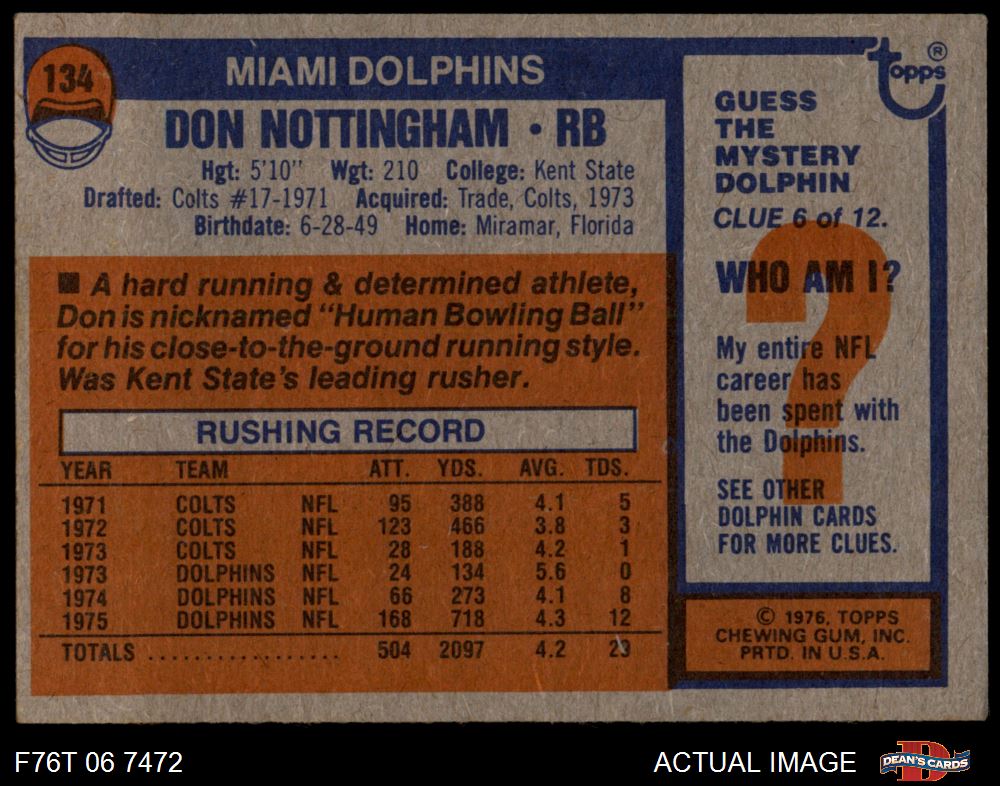 134
MIAMI DOLPHINS
DON NOTTINGHAM • RB
Hgt: 5'10" Wgt: 210 College: Kent State
Drafted: Colts #17-1971 Acquired: Trade, Colts, 1973
Birthdate: 6-28-49 Home: Miramar, Florida
■ A hard running & determined athlete,
Don is nicknamed "Human Bowling Ball"
for his close-to-the-ground running style.
Was Kent State's leading rusher.
RUSHING RECORD
YEAR TEAM ATT. YDS. AVG. TDS.
1971 COLTS NFL 95 388 4.1 5
1972 COLTS NFL 123 466 3.8 3
1973 COLTS NFL 28 188 4.2 1
1973 DOLPHINS NFL 24 134 5.6 0
1974 DOLPHINS NFL 66 273 4.1 8
1975 DOLPHINS NFL 168 718 4.3 12
TOTALS .................. 504 2097 4.2 29
topps®
GUESS
THE
MYSTERY
DOLPHIN
CLUE 6 of 12.
WHO AM I?
?
My entire NFL
career has
been spent with
the Dolphins.
SEE OTHER
DOLPHIN CARDS
FOR MORE CLUES.
© 1976, TOPPS
CHEWING GUM, INC.
PRTD. IN U.S.A.
F76T 06 7472
ACTUAL IMAGE
D
DEAN'S CARDS